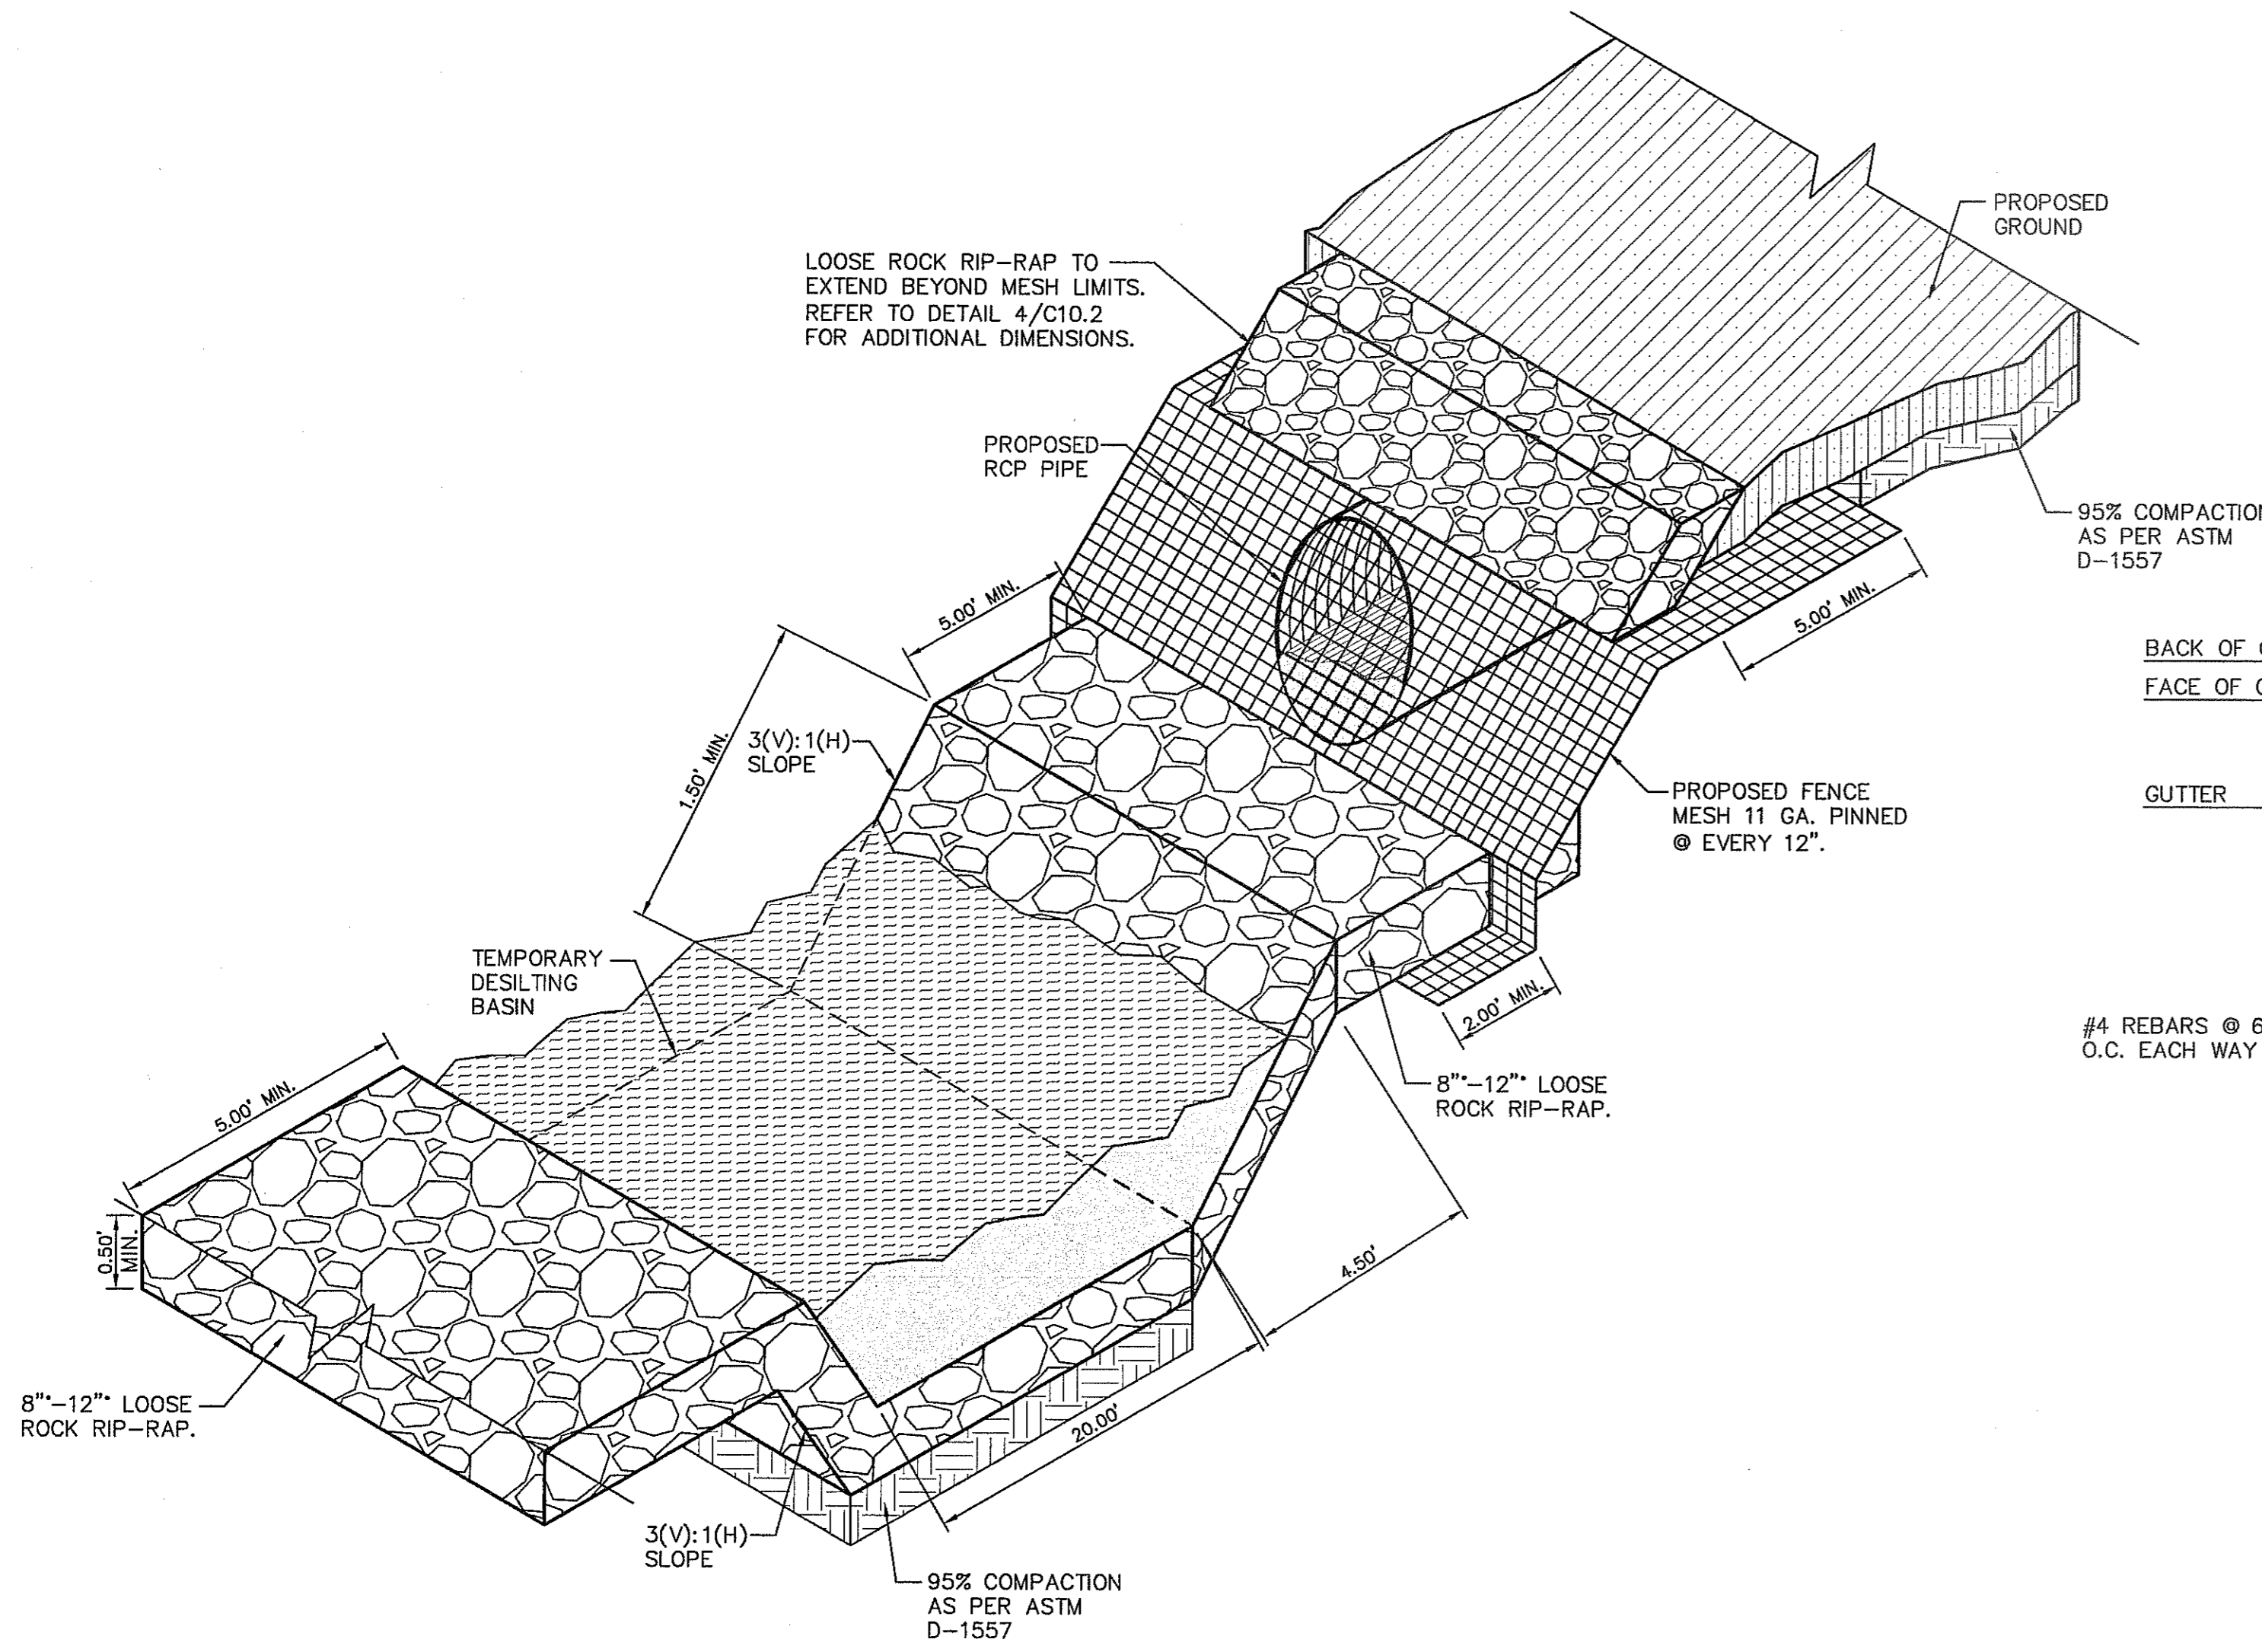 PROPOSED
GROUND
LOOSE ROCK RIP-RAP TO
EXTEND BEYOND MESH LIMITS.
REFER TO DETAIL 4/C10.2
FOR ADDITIONAL DIMENSIONS.
PROPOSED
RCP PIPE
95% COMPACTION
AS PER ASTM
D-1557
5.00' MIN.
5.00' MIN.
BACK OF
FACE OF
1.50' MIN.
3(V):1(H)
SLOPE
PROPOSED FENCE
MESH 11 GA. PINNED
@ EVERY 12".
GUTTER
TEMPORARY
DESILTING
BASIN
2.00' MIN.
#4 REBARS @ 6
O.C. EACH WAY
5.00' MIN.
8"-12" LOOSE
ROCK RIP-RAP.
0.50'
MIN.
4.50'
8"-12" LOOSE
ROCK RIP-RAP.
20.00'
3(V):1(H)
SLOPE
95% COMPACTION
AS PER ASTM
D-1557